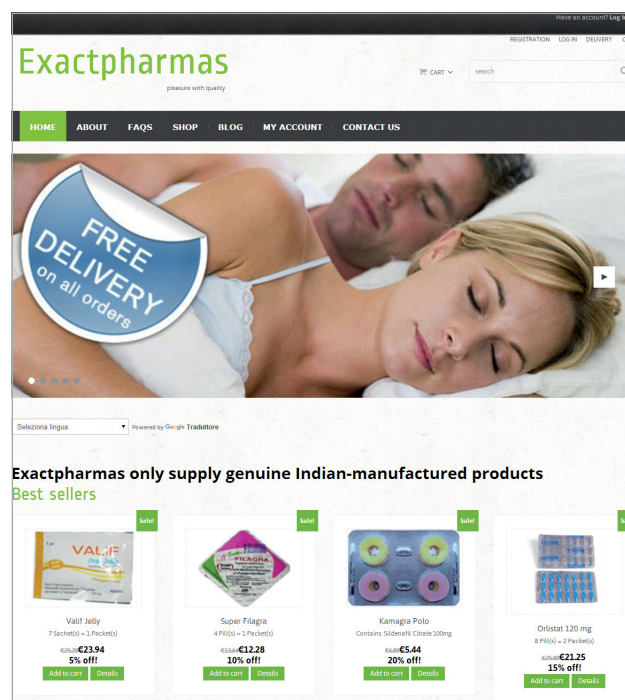 Have an account? Log In
REGISTRATION LOG IN DELIVERY
Exactpharmas
pleasure with quality
CART
search
HOME ABOUT FAQS SHOP BLOG MY ACCOUNT CONTACT US
FREE
DELIVERY
on all orders
Seleziona lingua
Powered by Google Traduttore
Exactpharmas only supply genuine Indian-manufactured products
Best sellers
Sale! Sale! Sale! S
VALIF
Oral Jelly
FILAGRA
Valif Jelly
7 Sachet(s) = 1 Packet(s)
€25.20€23.94
5% off!
Add to cart Details
Super Filagra
4 Pill(s) = 1 Packet(s)
€13.64€12.28
10% off!
Add to cart Details
Kamagra Polo
Contains Sildenafil Citrate 100mg
€6.80€5.44
20% off!
Add to cart Details
Orlistat 120 mg
8 Pill(s) = 2 Packet(s)
€25.00€21.25
15% off!
Add to cart Details